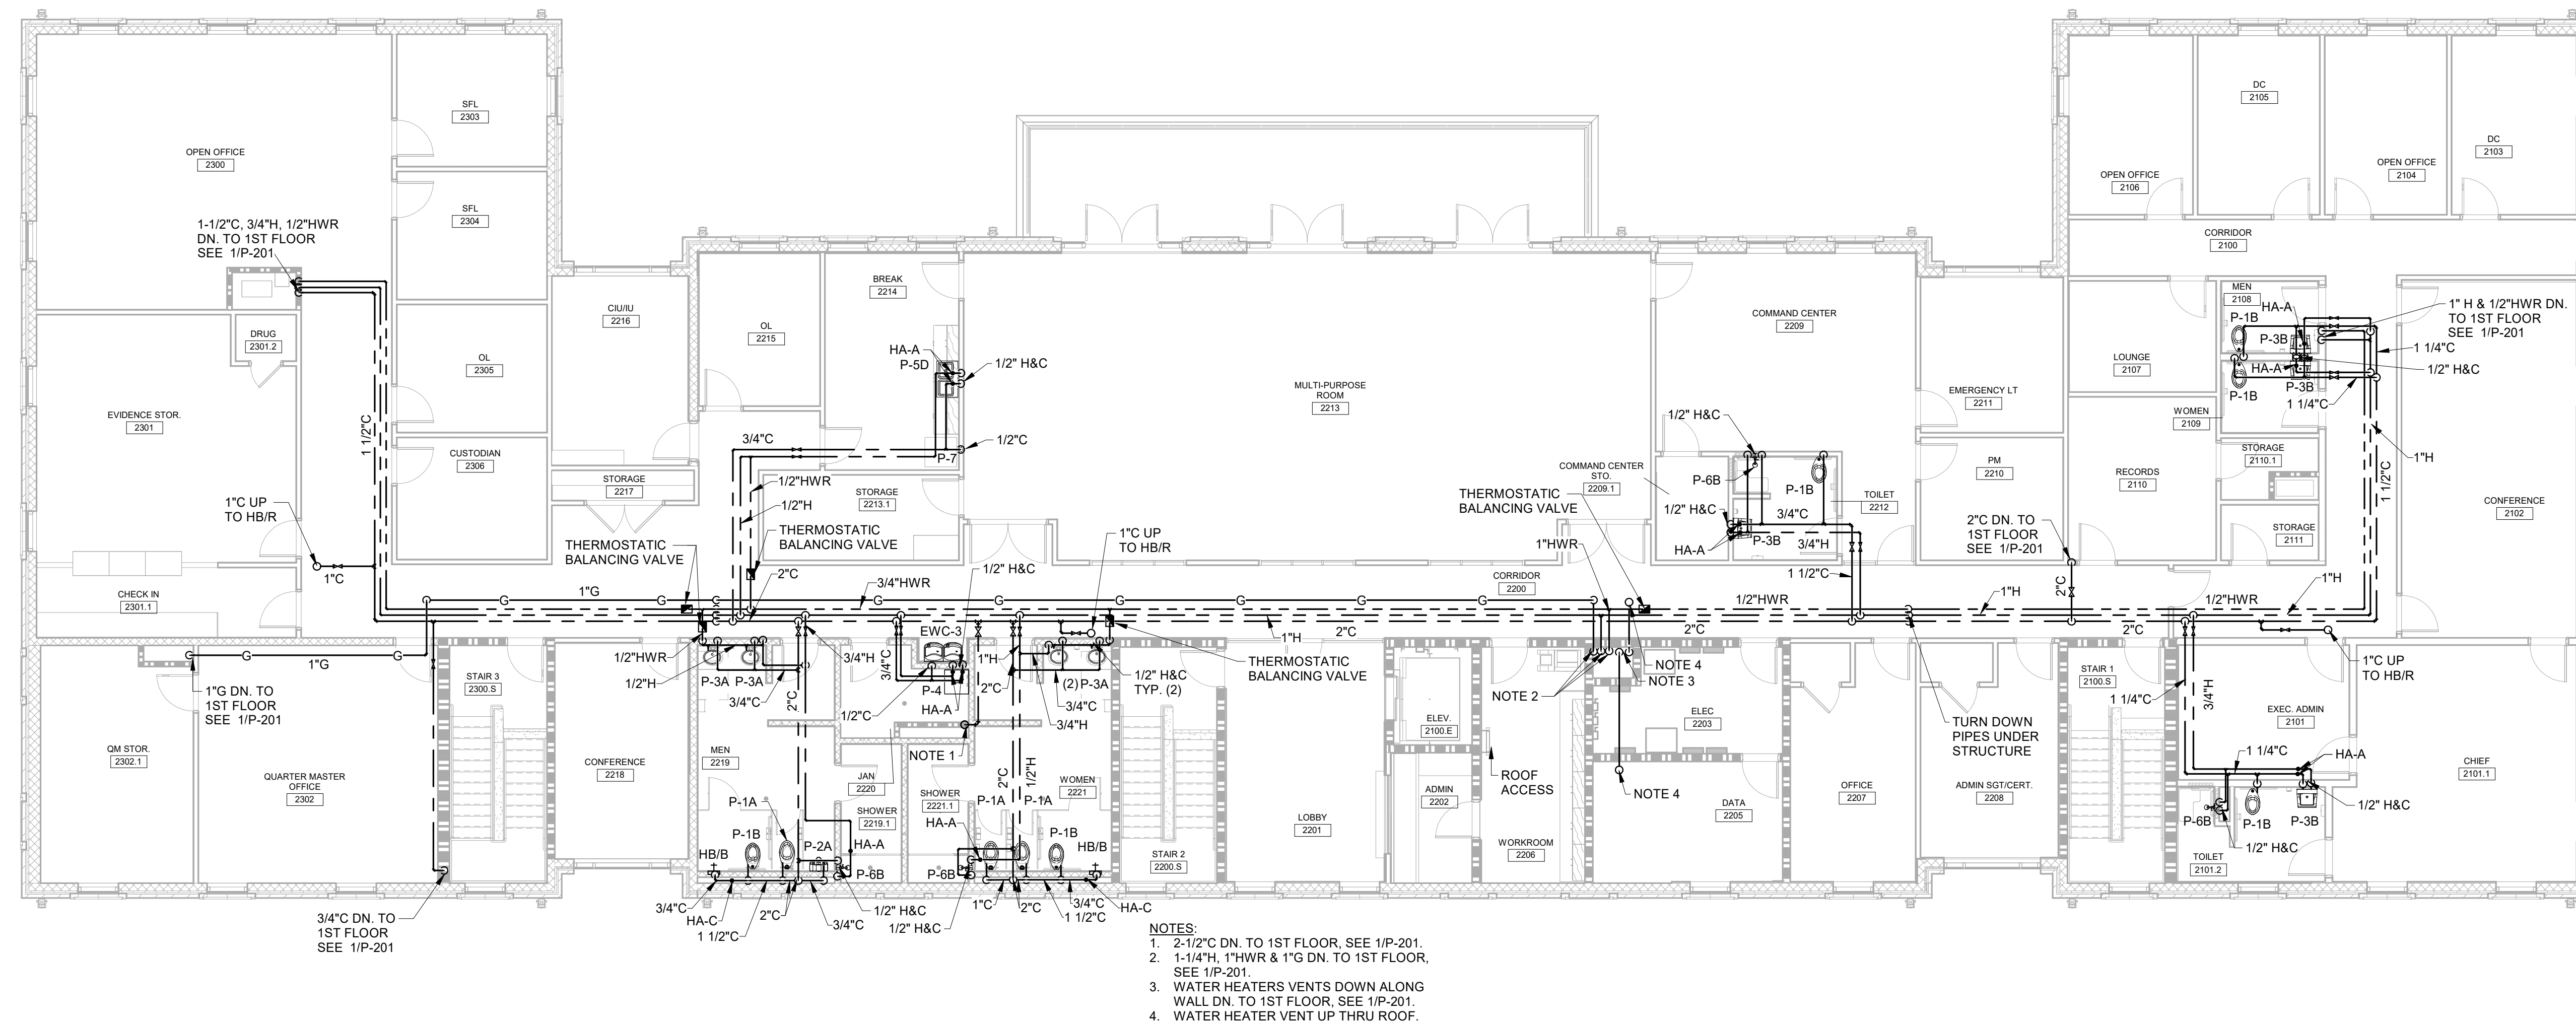 SFL
2303
OPEN OFFICE
2300
SFL
2304
1-1/2"C, 3/4"H, 1/2"HWR
DN. TO 1ST FLOOR
SEE 1/P-201
DRUG
2301.2
OL
2305
EVIDENCE STOR.
2301
1 1/2"C
CUSTODIAN
2306
1"C UP
TO HB/R
1"C
CHECK IN
2301.1
1"G
G
G
1"G
G
1"G DN. TO
1ST FLOOR
SEE 1/P-201
QM STOR.
2302.1
QUARTER MASTER
OFFICE
2302
STAIR 3
2300.S
3/4"C DN. TO
1ST FLOOR
SEE 1/P-201
CIU/IU
2216
STORAGE
2217
THERMOSTATIC
BALANCING VALVE
OL
2215
BREAK
2214
HA-A
P-5D
1/2" H&C
3/4"C
1/2"C
P-7
1/2"HWR
1/2"H
STORAGE
2213.1
THERMOSTATIC
BALANCING VALVE
2"C
3/4"HWR
1"C UP
TO HB/R
1/2" H&C
G
G
G
G
G
G
G
EWC-3
CONFERENCE
2218
1/2"HWR
1/2"H
P-3A
P-3A
3/4"C
2"C
3/4"H
3/4"C
1/2"C
P-4
HA-A
NOTE 1
1"H
2"C
(2) P-3A
3/4"C
3/4"H
1/2" H&C
TYP. (2)
THERMOSTATIC
BALANCING VALVE
1"H
2"C
MEN
2219
JAN
2220
SHOWER
2219.1
SHOWER
2221.1
WOMEN
2221
2"C
1/2"H
P-1A
P-1B
P-2A
HB/B
HA-A
P-6B
HA-A
P-1A
P-1A
P-1B
HB/B
P-6B
3/4"C
HA-C
1 1/2"C
2"C
3/4"C
1/2" H&C
1/2" H&C
1"C
2"C
3/4"C
1 1/2"C
HA-C
STAIR 2
2200.S
LOBBY
2201
MULTI-PURPOSE
ROOM
2213
CORRIDOR
2200
ELEV.
2100.E
ADMIN
2202
ROOF
ACCESS
WORKROOM
2206
NOTE 2
NOTE 4
NOTE 3
NOTE 4
ELEC
2203
DATA
2205
THERMOSTATIC
BALANCING VALVE
1"HWR
COMMAND CENTER
STO.
2209.1
COMMAND CENTER
2209
1/2" H&C
P-6B
P-1B
1/2" H&C
3/4"C
HA-A
P-3B
3/4"H
TOILET
2212
1 1/2"C
1/2"HWR
1"H
2"C
OFFICE
2207
ADMIN SGT/CERT.
2208
TURN DOWN
PIPES UNDER
STRUCTURE
EMERGENCY LT
2211
PM
2210
2"C DN. TO
1ST FLOOR
SEE 1/P-201
2"C
2"C
OPEN OFFICE
2106
DC
2105
OPEN OFFICE
2104
DC
2103
CORRIDOR
2100
MEN
2108
HA-A
P-1B
P-3B
1" H & 1/2"HWR DN.
TO 1ST FLOOR
SEE 1/P-201
1 1/4"C
1/2" H&C
HA-A
P-3B
P-1B
1 1/4"C
LOUNGE
2107
WOMEN
2109
STORAGE
2110.1
RECORDS
2110
STORAGE
2111
1"H
1 1/2"C
CONFERENCE
2102
1"H
1/2"HWR
1"C UP
TO HB/R
STAIR 1
2100.S
1 1/4"C
3/4"H
EXEC. ADMIN
2101
1 1/4"C
HA-A
1/2" H&C
P-6B
P-1B
P-3B
1/2" H&C
TOILET
2101.2
CHIEF
2101.1
NOTES:
1. 2-1/2"C DN. TO 1ST FLOOR, SEE 1/P-201.
2. 1-1/4"H, 1"HWR & 1"G DN. TO 1ST FLOOR,
SEE 1/P-201.
3. WATER HEATERS VENTS DOWN ALONG
WALL DN. TO 1ST FLOOR, SEE 1/P-201.
4. WATER HEATER VENT UP THRU ROOF.